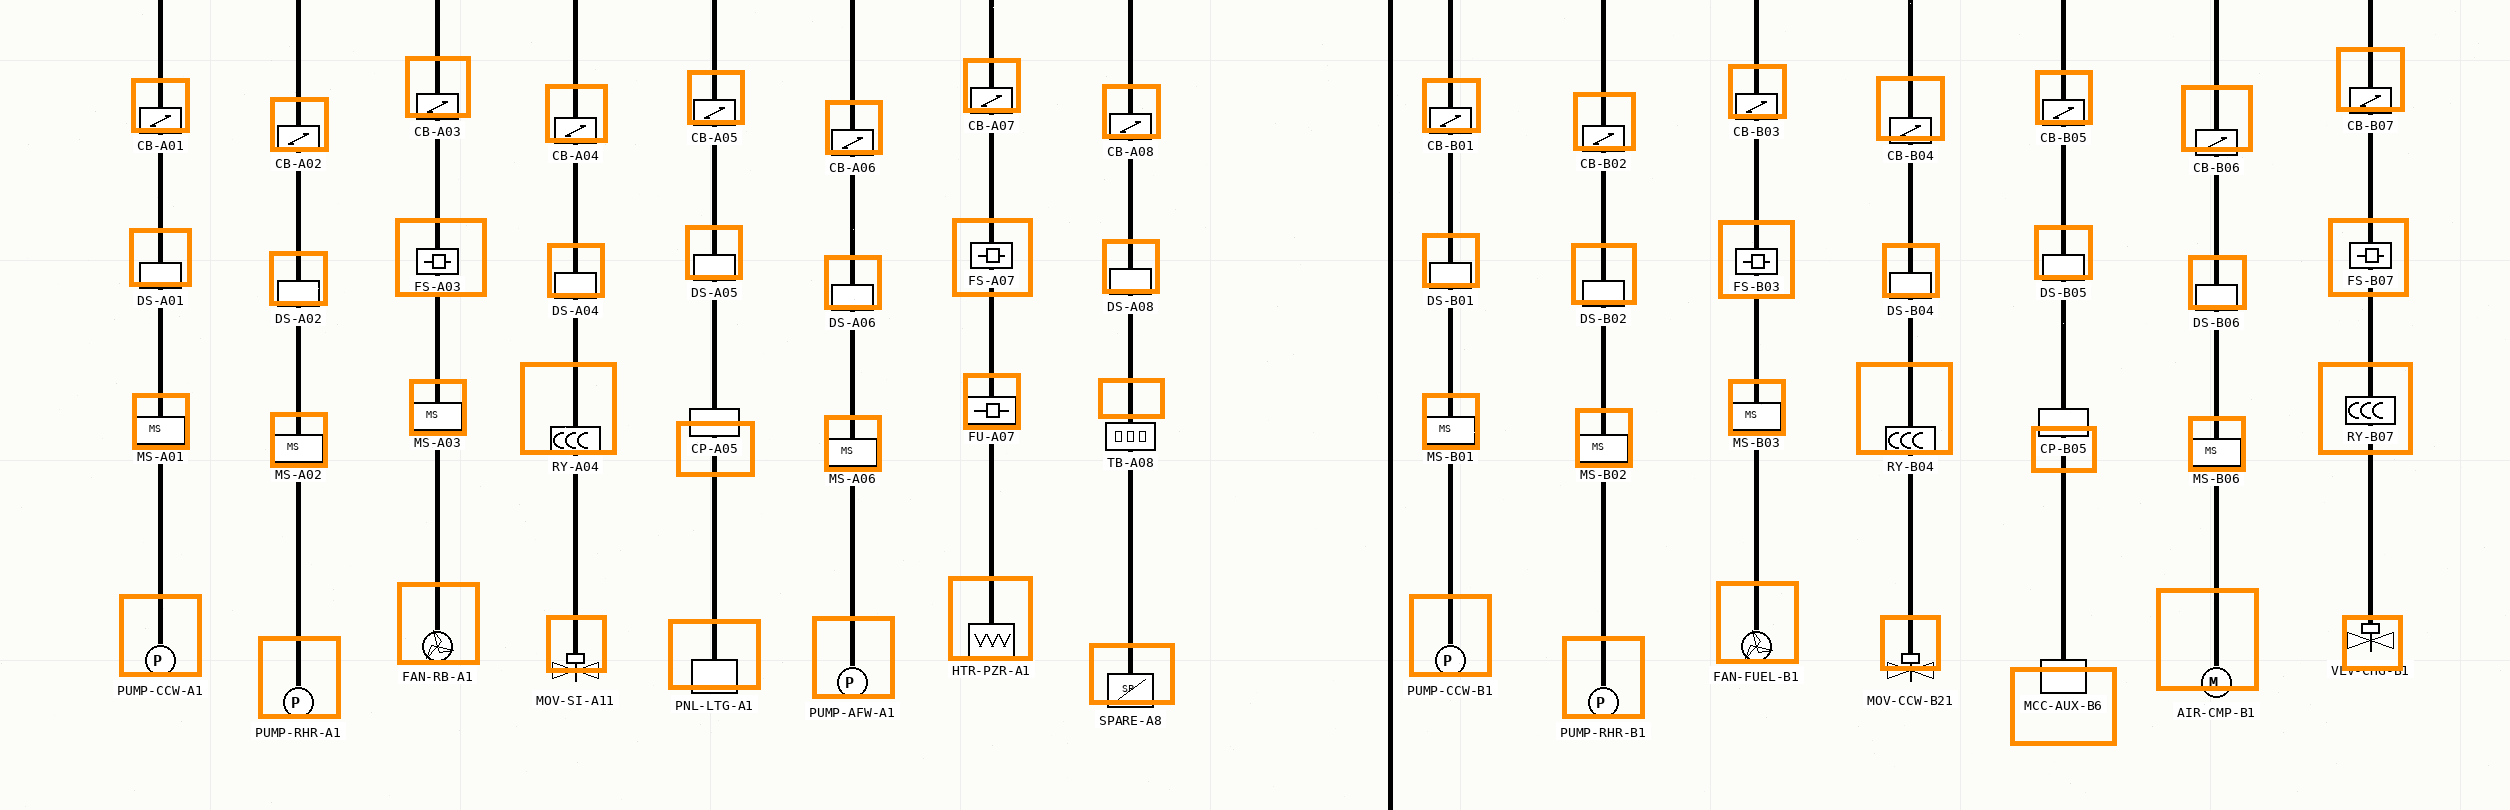 CB-A01
CB-A02
CB-A03
CB-A04
CB-A05
CB-A06
CB-A07
CB-A08
CB-B01
CB-B02
CB-B03
CB-B04
CB-B05
CB-B06
CB-B07
DS-A01
DS-A02
FS-A03
DS-A04
DS-A05
DS-A06
FS-A07
DS-A08
DS-B01
DS-B02
FS-B03
DS-B04
DS-B05
DS-B06
FS-B07
MS
MS-A01
MS
MS-A02
MS
MS-A03
RY-A04
CP-A05
MS
MS-A06
FU-A07
TB-A08
MS
MS-B01
MS
MS-B02
MS
MS-B03
RY-B04
CP-B05
MS
MS-B06
RY-B07
P
PUMP-CCW-A1
P
PUMP-RHR-A1
FAN-RB-A1
MOV-SI-A11
PNL-LTG-A1
P
PUMP-AFW-A1
HTR-PZR-A1
SP
SPARE-A8
P
PUMP-CCW-B1
P
PUMP-RHR-B1
FAN-FUEL-B1
MOV-CCW-B21
MCC-AUX-B6
M
AIR-CMP-B1
VLV-CHG-B1